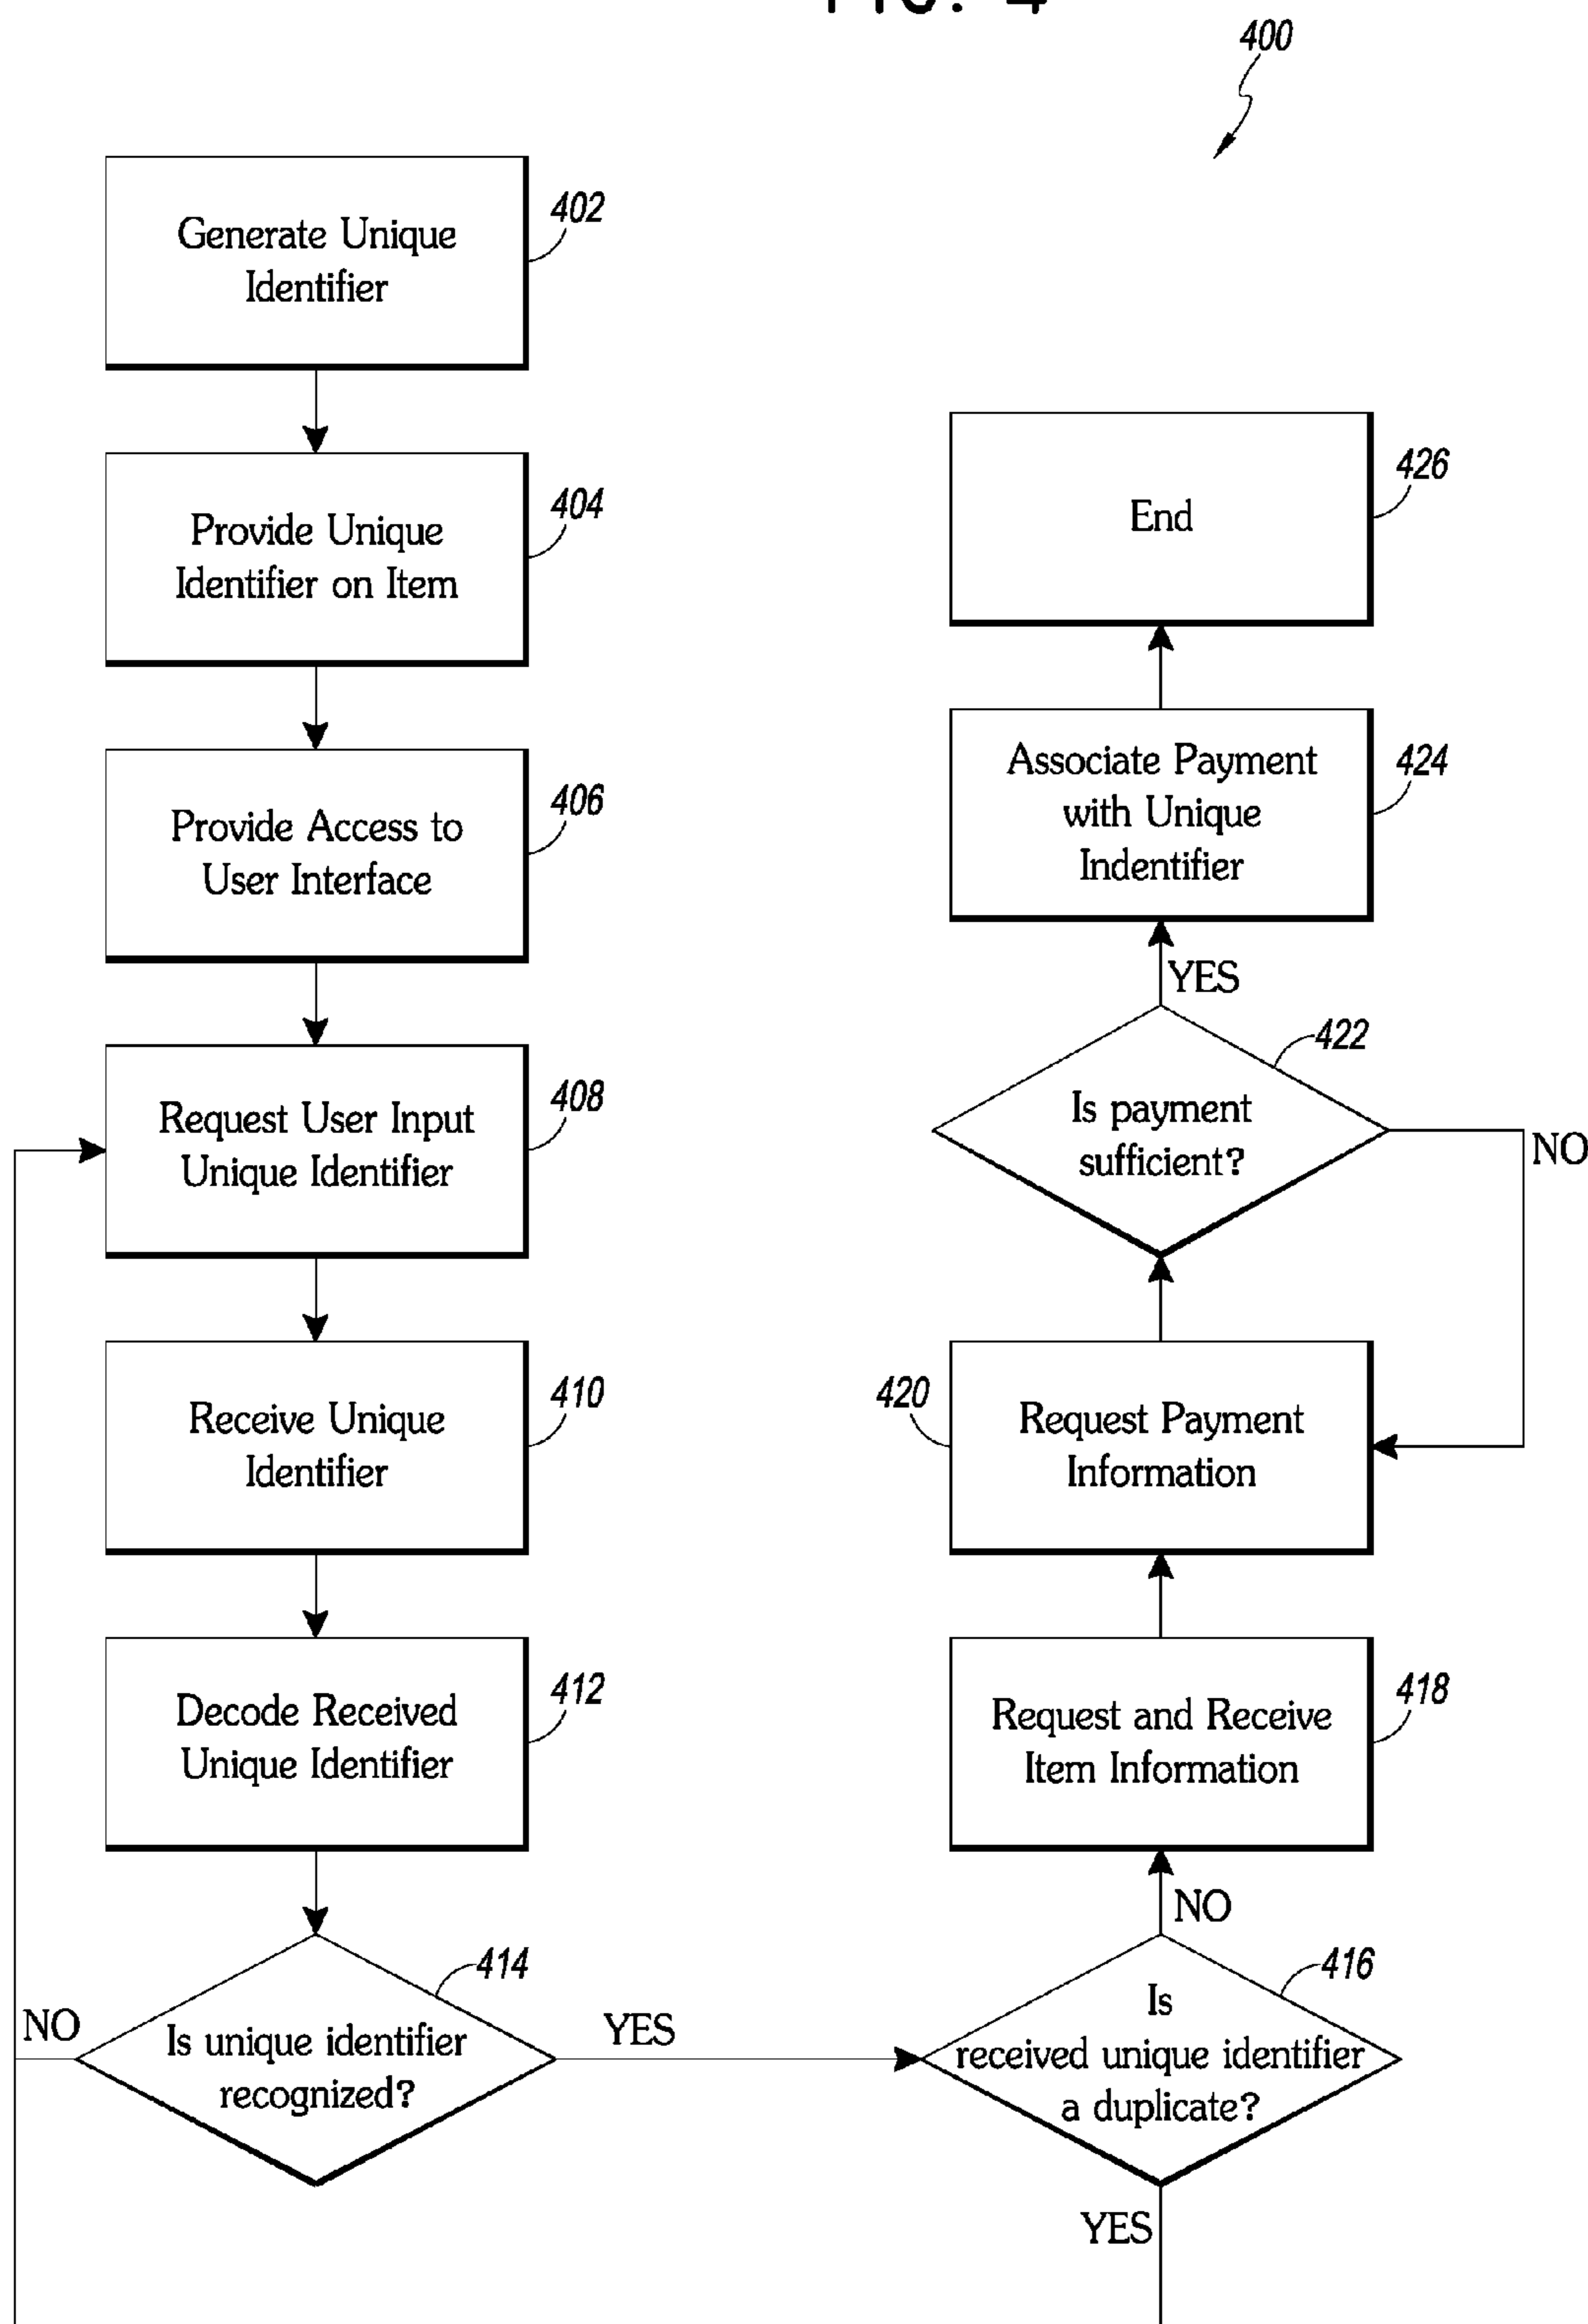 FIG. 4
400
Generate Unique
Identifier
402
Provide Unique
Identifier on Item
404
Provide Access to
User Interface
406
Request User Input
Unique Identifier
408
Receive Unique
Identifier
410
Decode Received
Unique Identifier
412
Is unique identifier
recognized?
414
NO
YES
Is
received unique identifier
a duplicate?
416
YES
NO
Request and Receive
Item Information
418
Request Payment
Information
420
Is payment
sufficient?
422
NO
YES
Associate Payment
with Unique
Indentifier
424
End
426